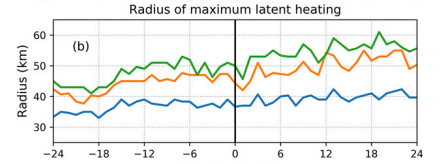 Radius of maximum latent heating
(b)
Radius (km)
60
50
40
30
−24 −18 −12 −6 0 6 12 18 24